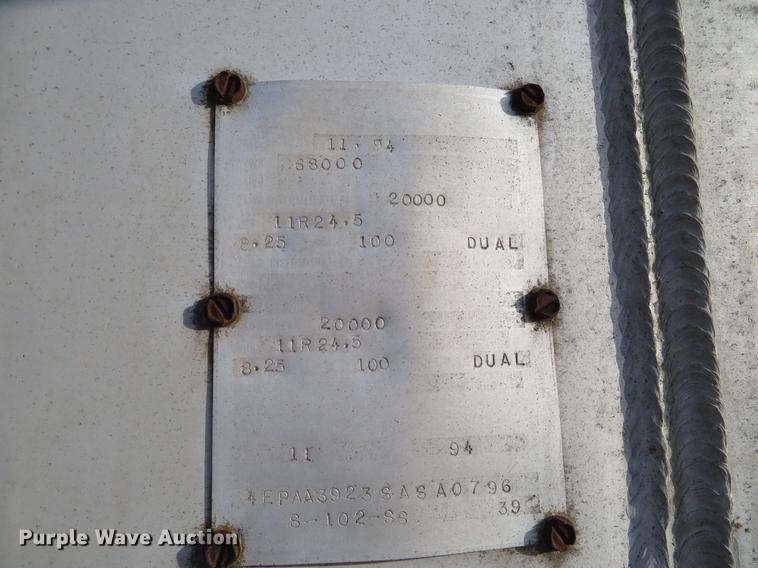 11 94
68000
20000
11R24.5
8.25 100 DUAL
20000
11R24.5
8.25 100 DUAL
11 94
4EPAA3923SASA0796
S-102-SS 39
Purple Wave Auction